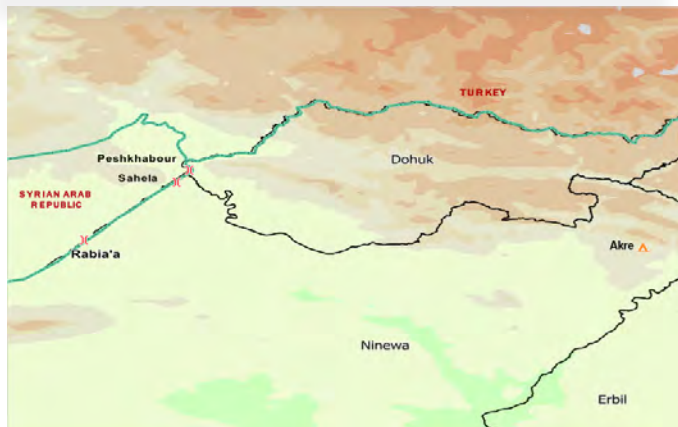 TURKEY
Peshkhabour
Dohuk
Sahela
SYRIAN ARAB
REPUBLIC
Rabia'a
Akre
Ninewa
Erbil